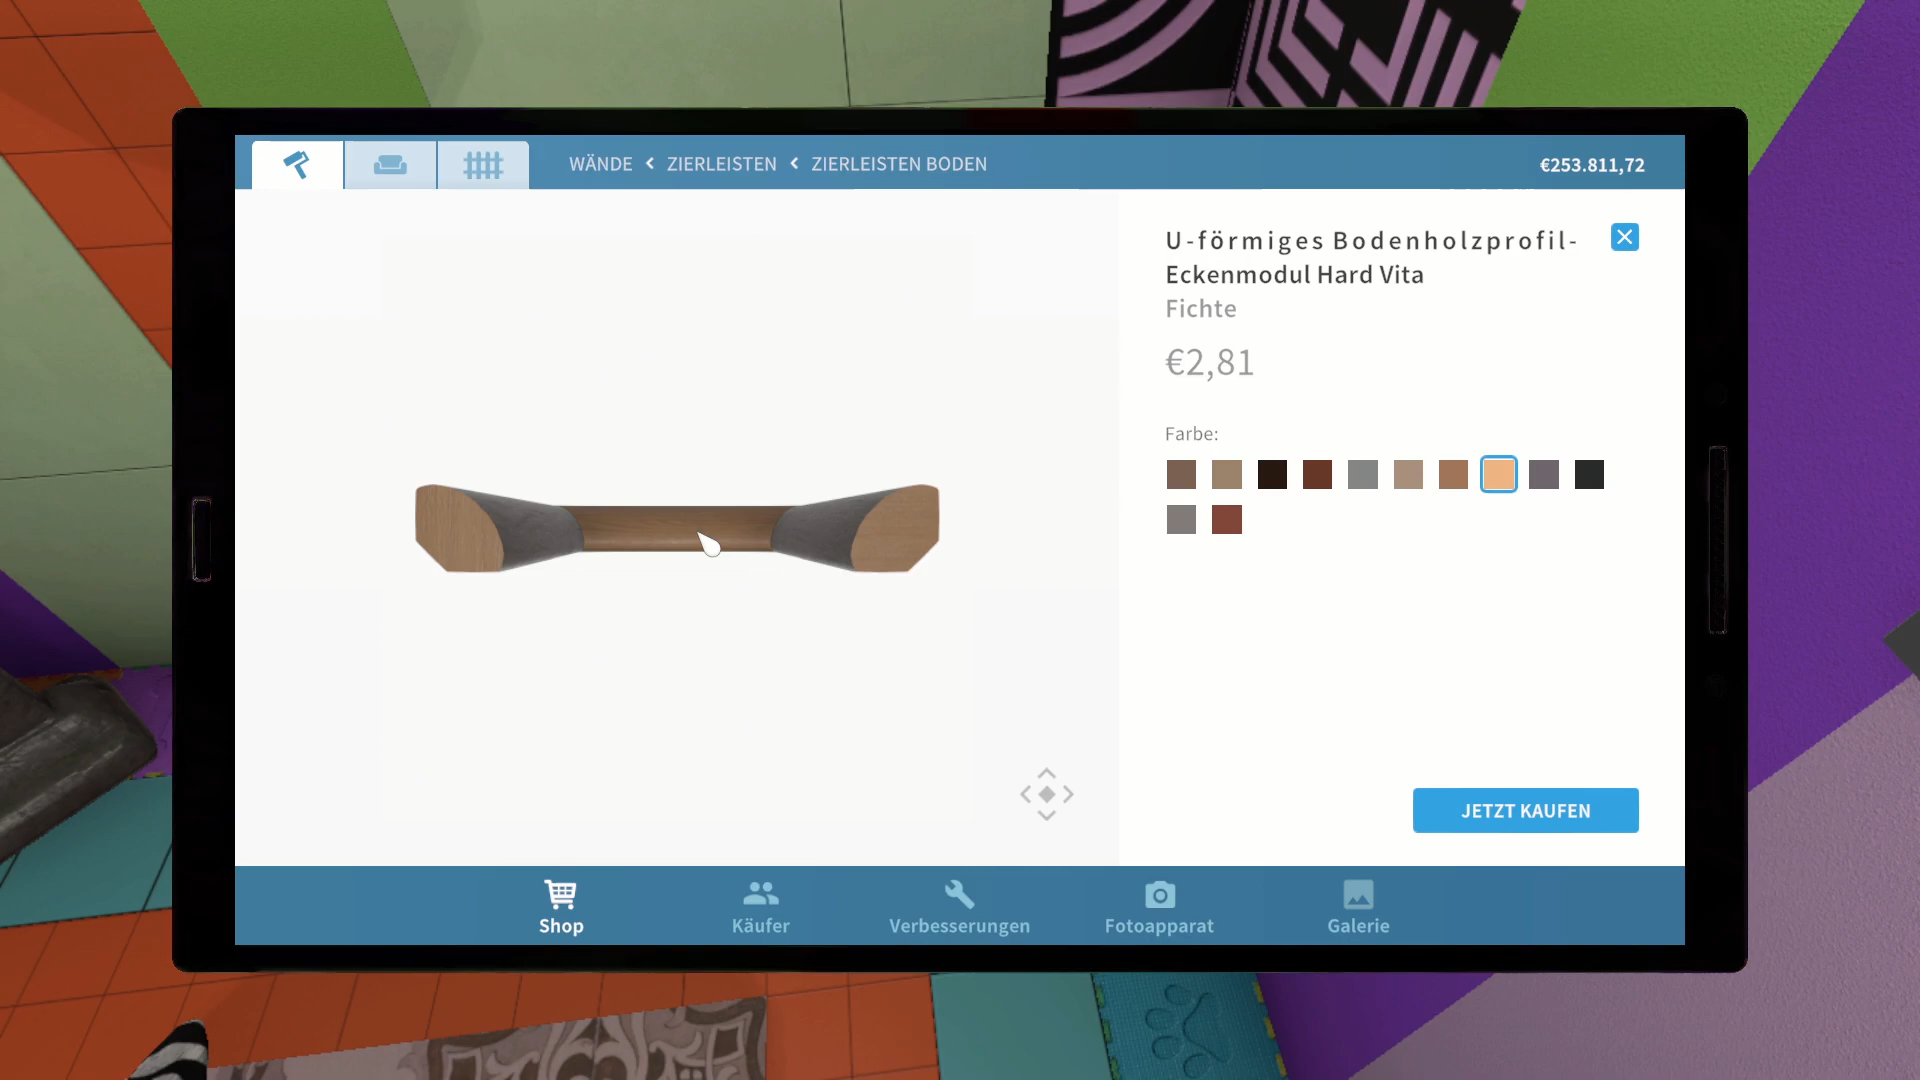 WÄNDE < ZIERLEISTEN < ZIERLEISTEN BODEN
€253.811,72
U-förmiges Bodenholzprofil-
Eckenmodul Hard Vita
Fichte
€2,81
Farbe:
JETZT KAUFEN
Shop
Käufer
Verbesserungen
Fotoapparat
Galerie